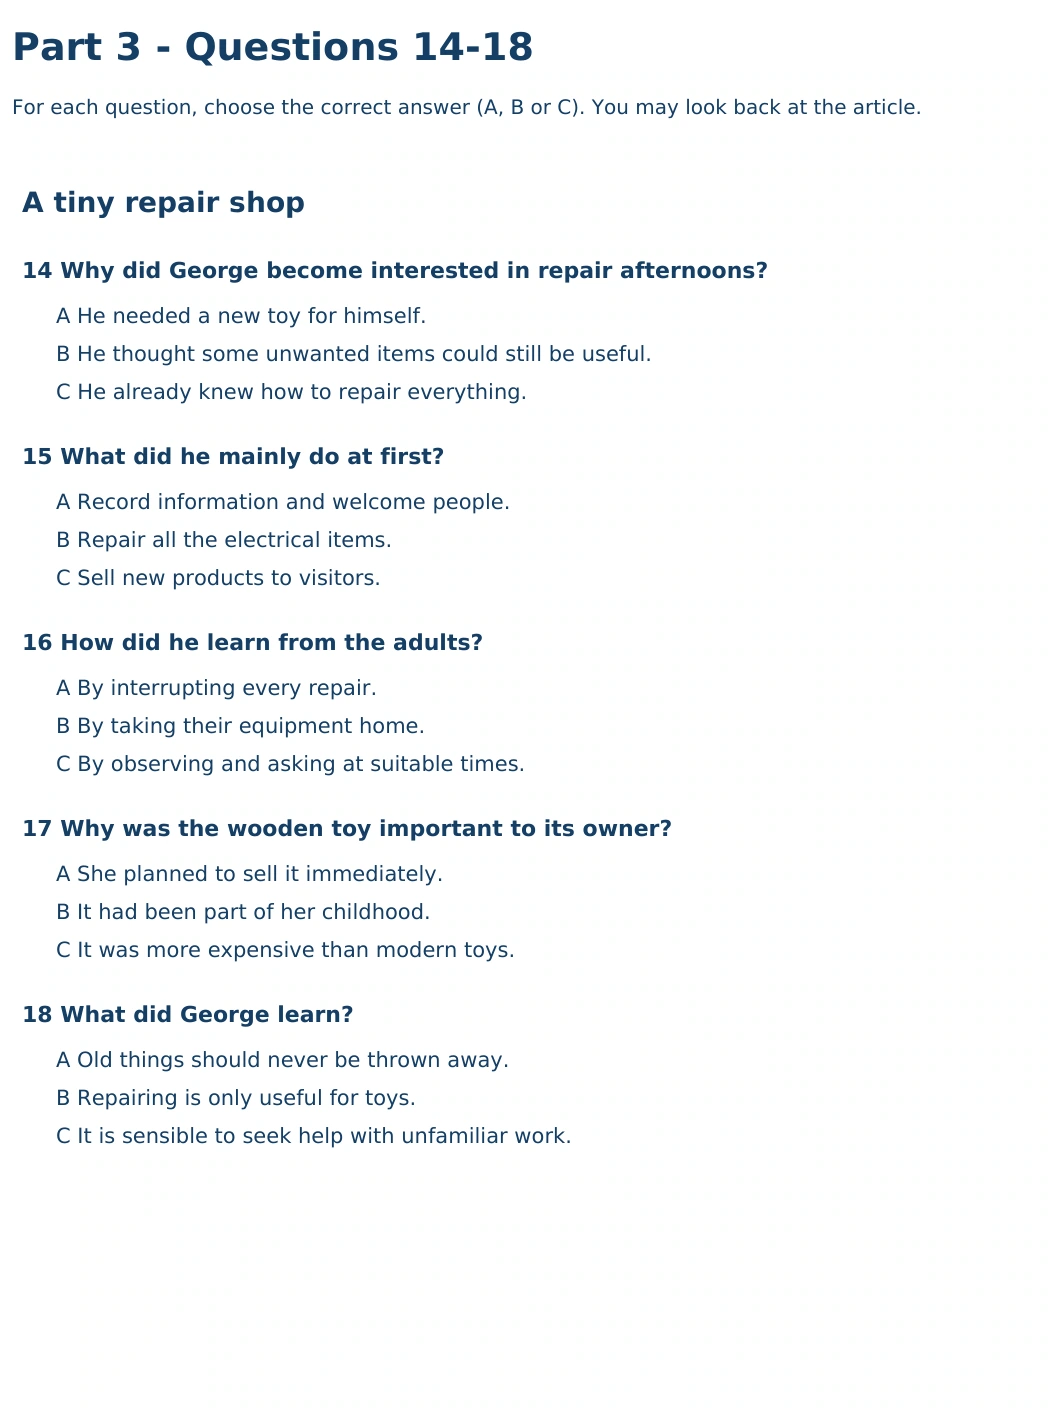 Part 3 - Questions 14-18
For each question, choose the correct answer (A, B or C). You may look back at the article.
A tiny repair shop
14 Why did George become interested in repair afternoons?
A He needed a new toy for himself.
B He thought some unwanted items could still be useful.
C He already knew how to repair everything.
15 What did he mainly do at first?
A Record information and welcome people.
B Repair all the electrical items.
C Sell new products to visitors.
16 How did he learn from the adults?
A By interrupting every repair.
B By taking their equipment home.
C By observing and asking at suitable times.
17 Why was the wooden toy important to its owner?
A She planned to sell it immediately.
B It had been part of her childhood.
C It was more expensive than modern toys.
18 What did George learn?
A Old things should never be thrown away.
B Repairing is only useful for toys.
C It is sensible to seek help with unfamiliar work.